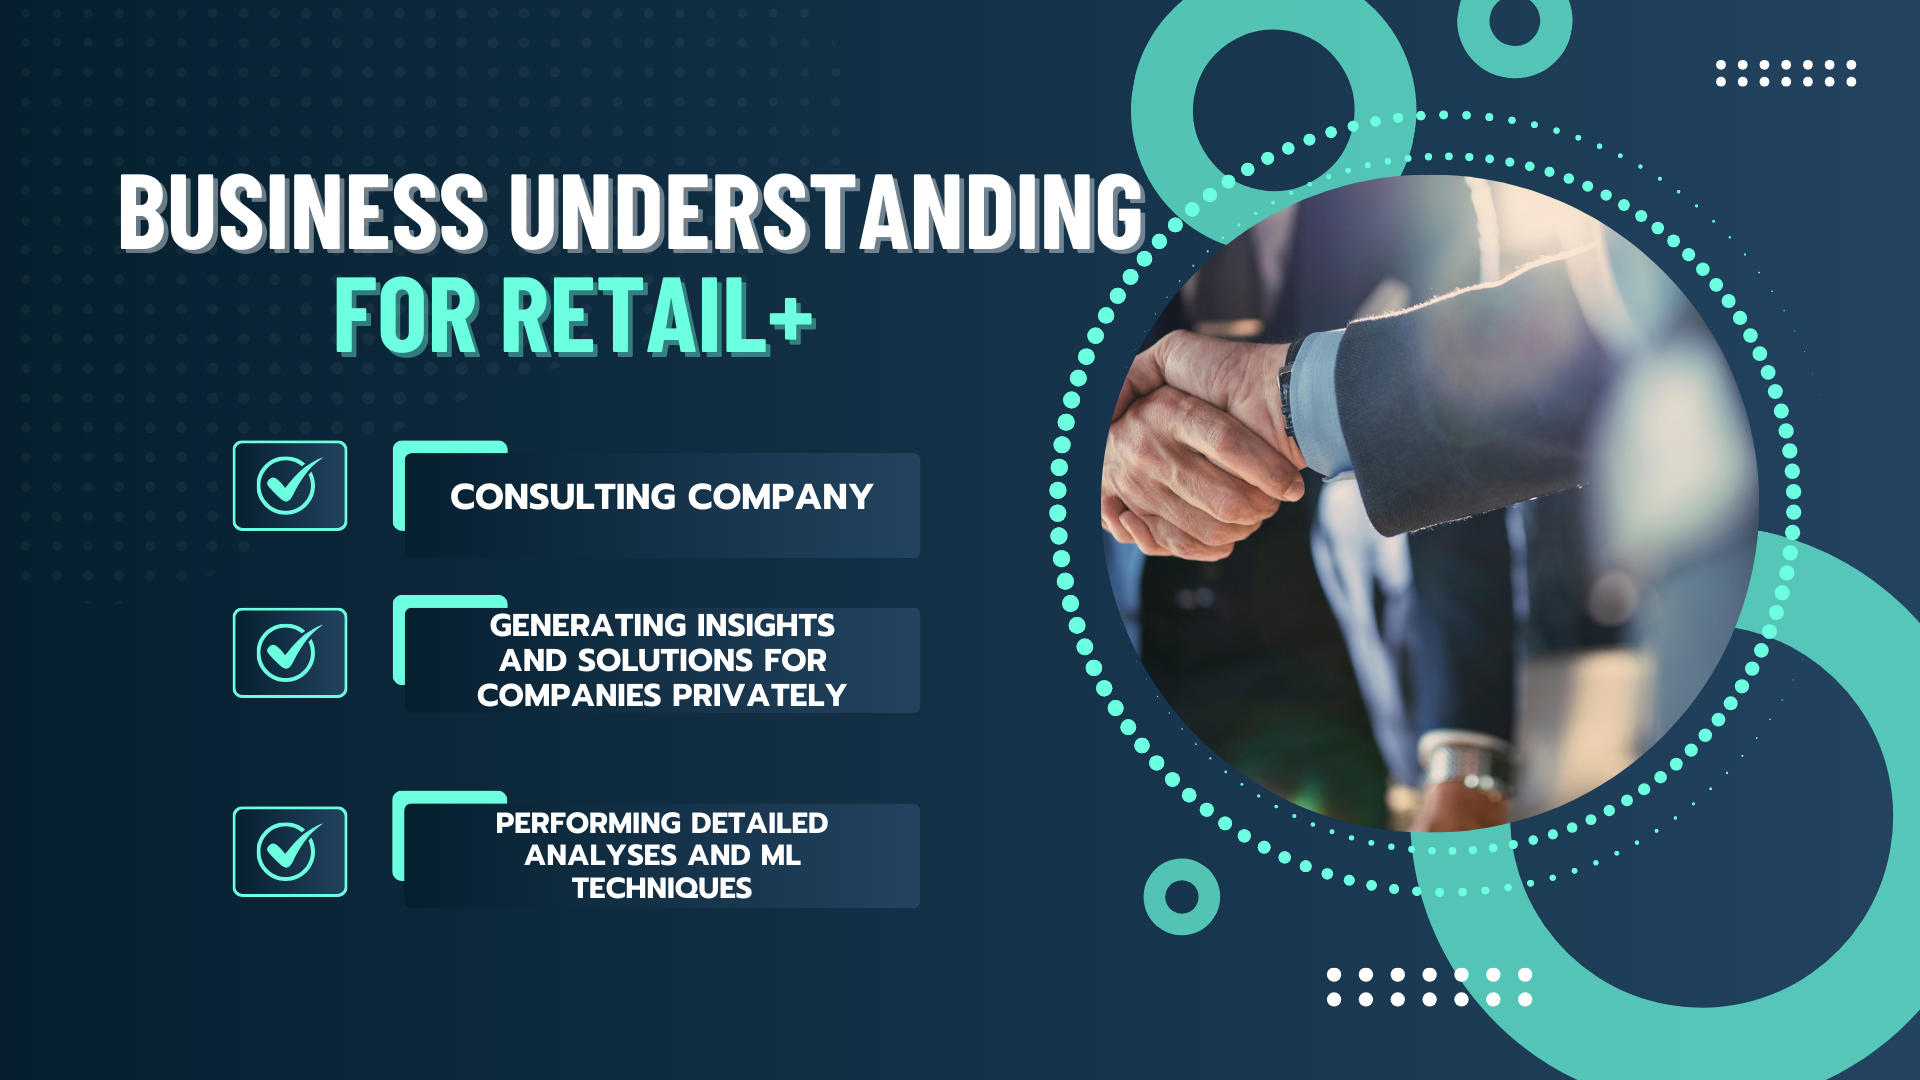 BUSINESS UNDERSTANDING
FOR RETAIL+
CONSULTING COMPANY
GENERATING INSIGHTS
AND SOLUTIONS FOR
COMPANIES PRIVATELY
PERFORMING DETAILED
ANALYSES AND ML
TECHNIQUES